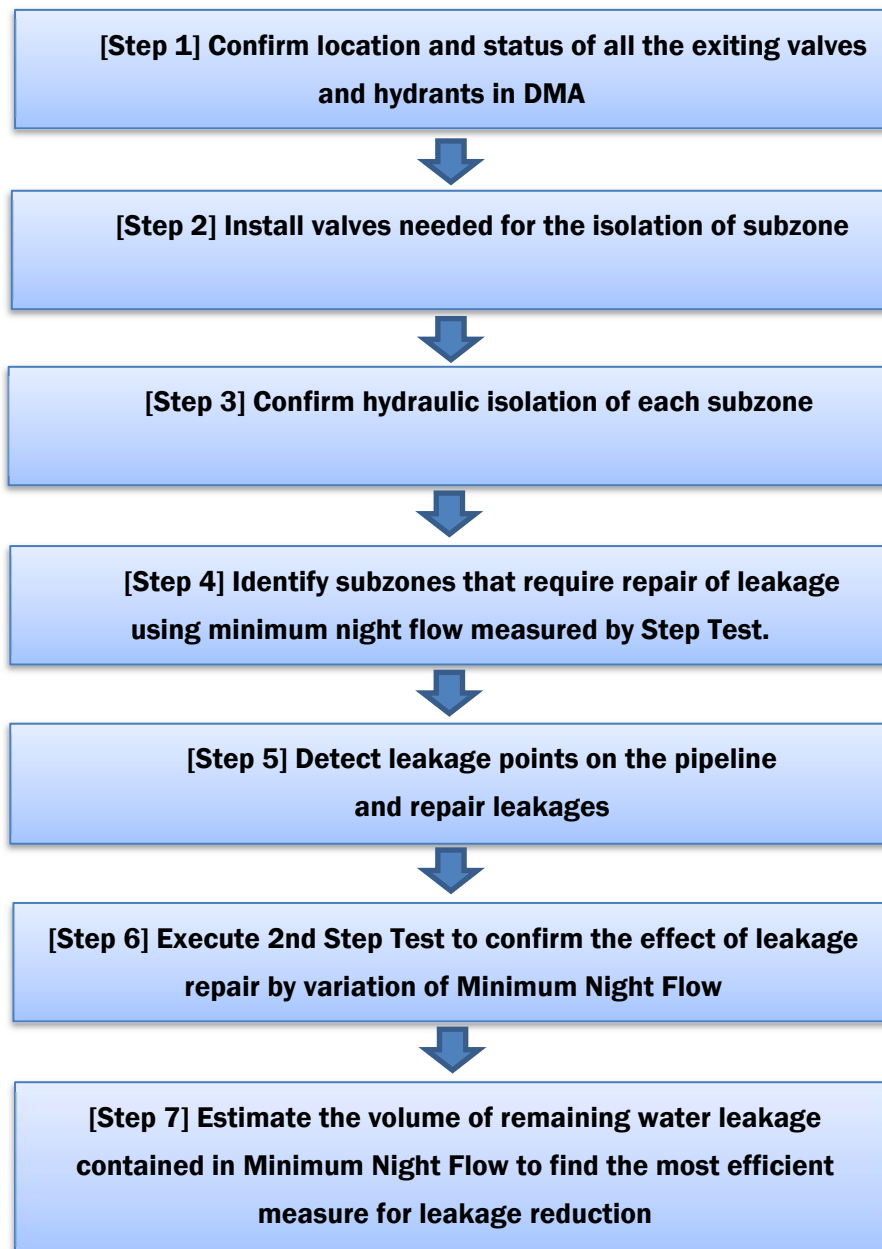 [Step 1] Confirm location and status of all the exiting valves
and hydrants in DMA
[Step 2] Install valves needed for the isolation of subzone
[Step 3] Confirm hydraulic isolation of each subzone
[Step 4] Identify subzones that require repair of leakage
using minimum night flow measured by Step Test.
[Step 5] Detect leakage points on the pipeline
and repair leakages
[Step 6] Execute 2nd Step Test to confirm the effect of leakage
repair by variation of Minimum Night Flow
[Step 7] Estimate the volume of remaining water leakage
contained in Minimum Night Flow to find the most efficient
measure for leakage reduction